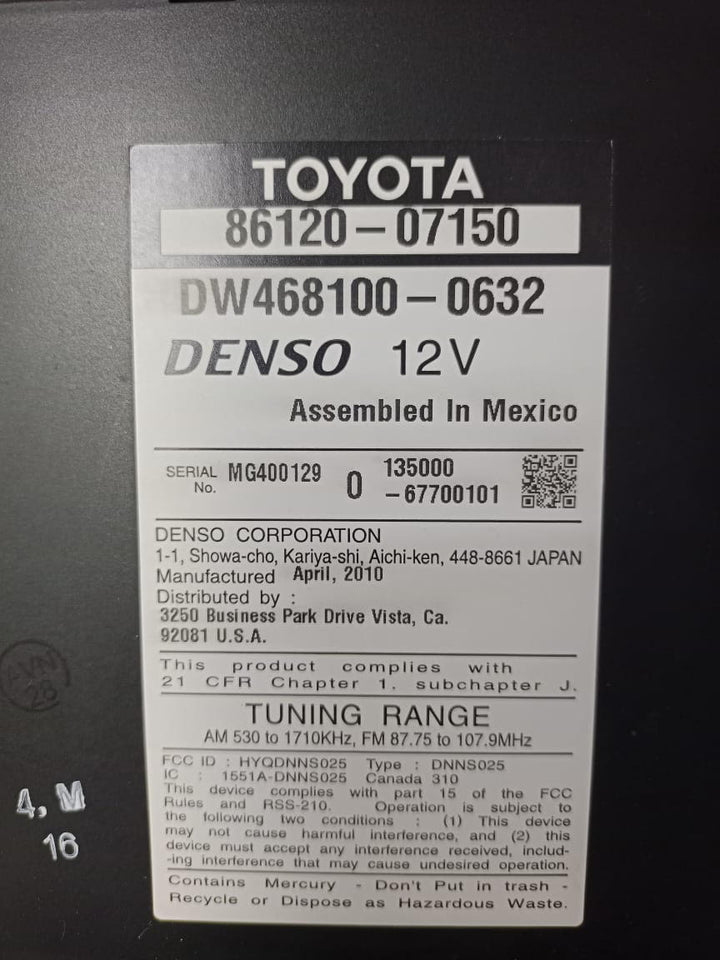 TOYOTA
86120-07150
DW468100-0632
DENSO 12V
Assembled In Mexico
SERIAL No. MG400129 0 135000
-67700101
DENSO CORPORATION
1-1, Showa-cho, Kariya-shi, Aichi-ken, 448-8661 JAPAN
Manufactured April, 2010
Distributed by :
3250 Business Park Drive Vista, Ca.
92081 U.S.A.
This product complies with
21 CFR Chapter 1. subchapter J.
TUNING RANGE
AM 530 to 1710KHz, FM 87.75 to 107.9MHz
FCC ID : HYQDNNS025 Type : DNNS025
IC : 1551A-DNNS025 Canada 310
This device complies with part 15 of the FCC
Rules and RSS-210. Operation is subject to
the following two conditions : (1) This device
may not cause harmful interference, and (2) this
device must accept any interference received, includ-
-ing interference that may cause undesired operation.
Contains Mercury - Don't Put in trash -
Recycle or Dispose as Hazardous Waste.
4, M
16